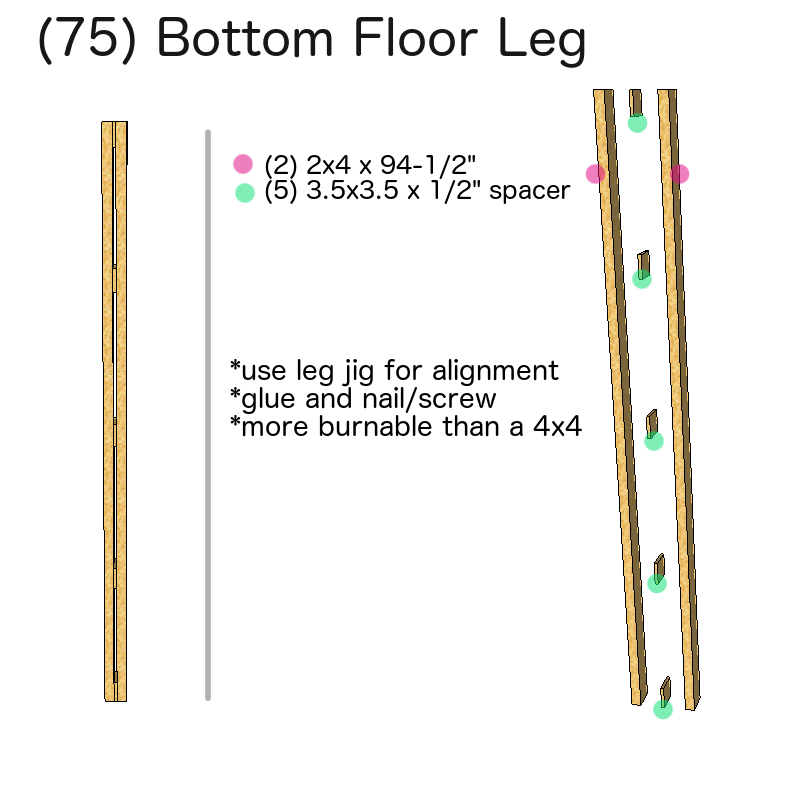 (75) Bottom Floor Leg
(2) 2x4 x 94-1/2"
(5) 3.5x3.5 x 1/2" spacer
*use leg jig for alignment
*glue and nail/screw
*more burnable than a 4x4